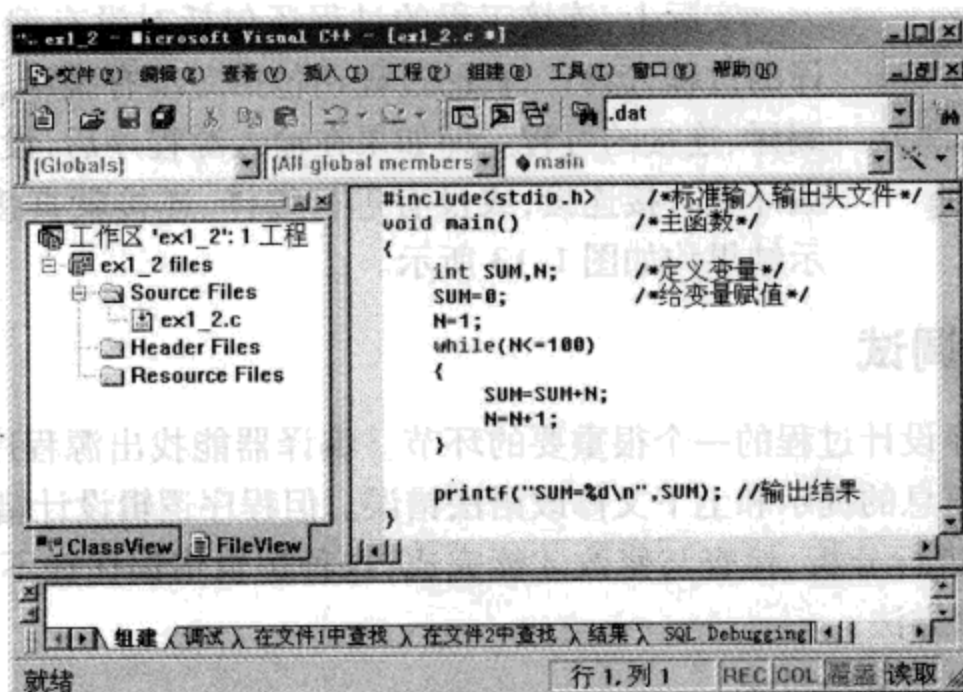 ex1_2 - Microsoft Visual C++ - [ex1_2.c *]
文件(F) 编辑(E) 查看(V) 插入(I) 工程(P) 组建(B) 工具(T) 窗口(W) 帮助(H)
.dat
(Globals) (All global members main
工作区 'ex1_2': 1 工程
ex1_2 files
Source Files
ex1_2.c
Header Files
Resource Files
ClassView FileView
#include<stdio.h> /*标准输入输出头文件*/
void main() /*主函数*/
{
int SUM,N; /*定义变量*/
SUM=0; /*给变量赋值*/
N=1;
while(N<=100)
{
SUM=SUM+N;
N=N+1;
}
printf("SUM=%d\n",SUM); //输出结果
}
组建 调试 在文件1中查找 在文件2中查找 结果 SQL Debugging
就绪 行 1,列 1 REC COL 覆盖 读取